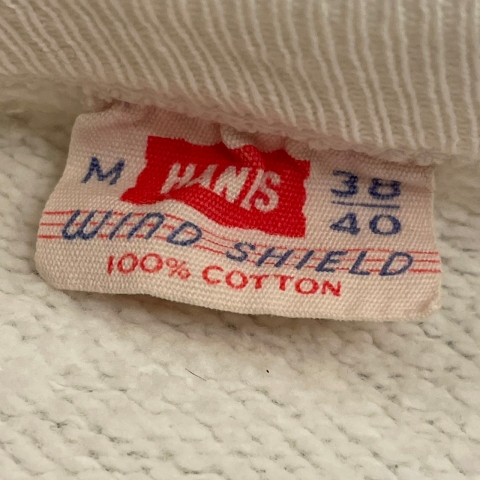 M HANES 38
40
WIND SHIELD
100% COTTON